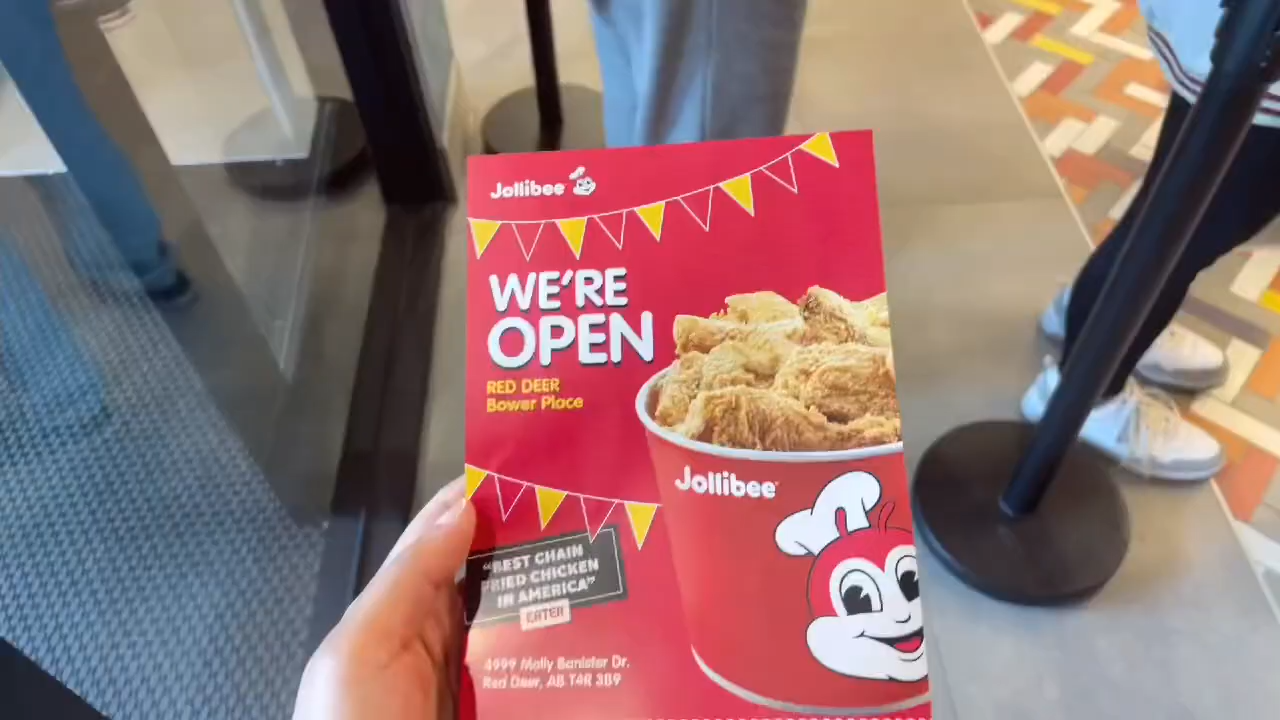 Jollibee
WE'RE
OPEN
RED DEER
Bower Place
Jollibee
"BEST CHAIN
FRIED CHICKEN
IN AMERICA"
EATER
4999 Molly Banister Dr.
Red Deer, AB T4R 3B9